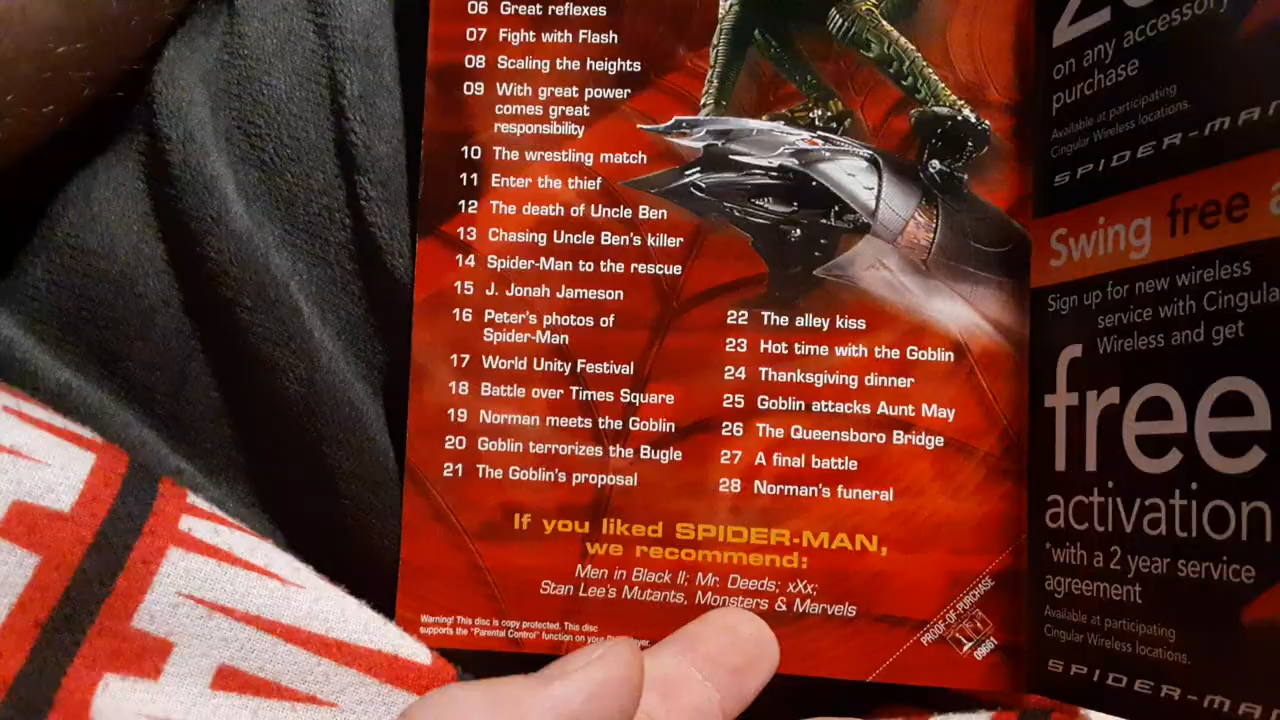 06 Great reflexes
07 Fight with Flash
08 Scaling the heights
09 With great power
comes great
responsibility
10 The wrestling match
11 Enter the thief
12 The death of Uncle Ben
13 Chasing Uncle Ben's killer
14 Spider-Man to the rescue
15 J. Jonah Jameson
16 Peter's photos of
Spider-Man
17 World Unity Festival
18 Battle over Times Square
19 Norman meets the Goblin
20 Goblin terrorizes the Bugle
21 The Goblin's proposal
22 The alley kiss
23 Hot time with the Goblin
24 Thanksgiving dinner
25 Goblin attacks Aunt May
26 The Queensboro Bridge
27 A final battle
28 Norman's funeral
If you liked SPIDER-MAN,
we recommend:
Men in Black II; Mr. Deeds; xXx;
Stan Lee's Mutants, Monsters & Marvels
Warning! This disc is copy protected. This disc
supports the "Parental Control" function on your
PROOF-OF-PURCHASE
09661
on any accessory
purchase
Available at participating
Cingular Wireless locations.
SPIDER-MAN
Swing free
Sign up for new wireless
service with Cingula
Wireless and get
free
activation
*with a 2 year service
agreement
Available at participating
Cingular Wireless locations.
SPIDER-MA